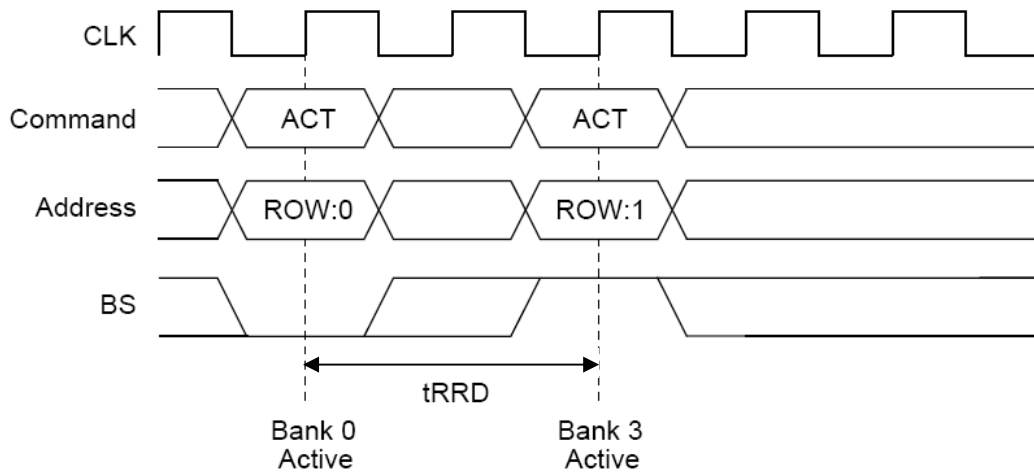 CLK
Command
ACT
ACT
Address
ROW:0
ROW:1
BS
tRRD
Bank 0
Active
Bank 3
Active